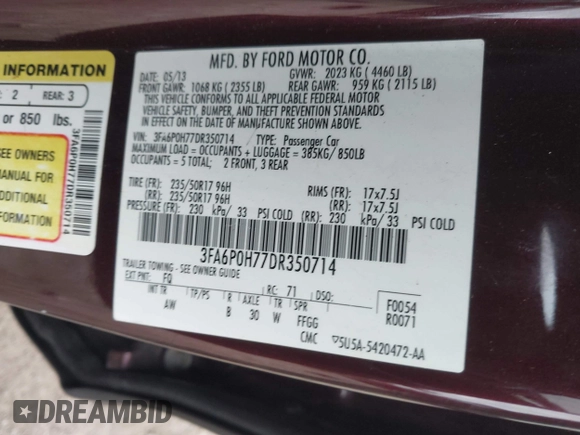 INFORMATION
2 REAR: 3
or 850 lbs.
SEE OWNERS
MANUAL FOR
ADDITIONAL
INFORMATION
3FA6P0H77DR350714
MFD. BY FORD MOTOR CO.
05/13 GVWR: 2023 KG ( 4460 LB)
FRONT GAWR: 1068 KG ( 2355 LB) REAR GAWR: 959 KG ( 2115 LB)
THIS VEHICLE CONFORMS TO ALL APPLICABLE FEDERAL MOTOR
VEHICLE SAFETY, BUMPER, AND THEFT PREVENTION STANDARDS
IN EFFECT ON THE DATE OF MANUFACTURE SHOWN ABOVE.
VIN: 3FA6P0H77DR350714 TYPE: Passenger Car
MAXIMUM LOAD = OCCUPANTS + LUGGAGE = 385KG/ 850LB
OCCUPANTS = 5 TOTAL; 2 FRONT, 3 REAR
TIRE (FR): 235/50R17 96H RIMS (FR): 17x7.5J
(RR): 235/50R17 96H (RR): 17x7.5J
PRESSURE (FR): 230 kPa/ 33 PSI COLD (RR): 230 kPa/ 33 PSI COLD
3FA6P0H77DR350714
TRAILER TOWING - SEE OWNER GUIDE
EXT PNT: FQ RC: 71 DSO: F0054
INT TR TP/PS R AXLE TR SPR R0071
AW B 30 W FFGG
CMC ▽5U5A-5420472-AA
DREAMBID